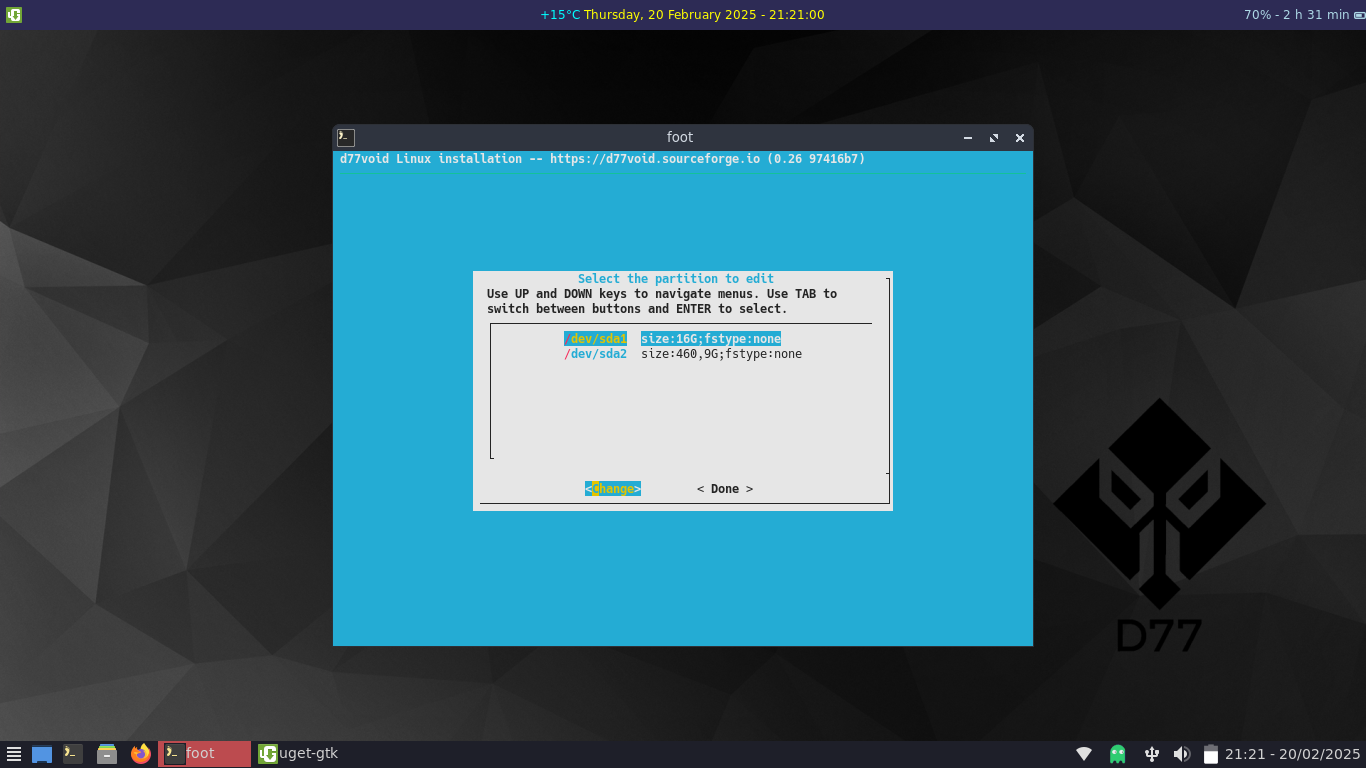 +15°C Thursday, 20 February 2025 - 21:21:00
70% - 2 h 31 min
foot
d77void Linux installation -- https://d77void.sourceforge.io (0.26 97416b7)
Select the partition to edit
Use UP and DOWN keys to navigate menus. Use TAB to
switch between buttons and ENTER to select.
/dev/sda1 size:16G;fstype:none
/dev/sda2 size:460,9G;fstype:none
<Change> < Done >
D77
foot
uget-gtk
21:21 - 20/02/2025